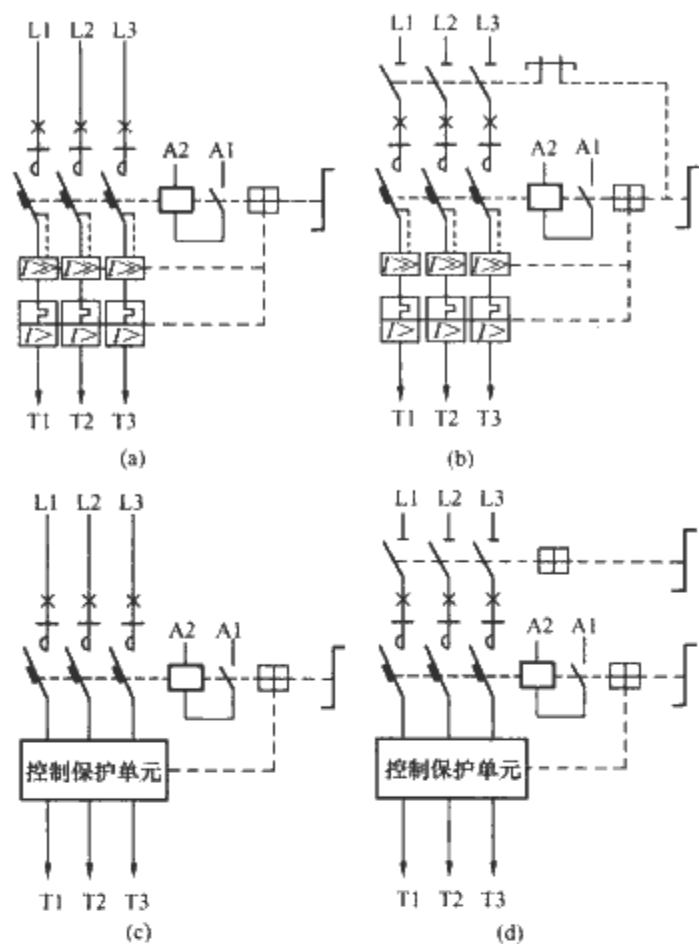 L1 L2 L3
A2 A1
I≫ I≫ I≫
I> I> I>
T1 T2 T3
(a)
L1 L2 L3
A2 A1
I≫ I≫ I≫
I> I> I>
T1 T2 T3
(b)
L1 L2 L3
A2 A1
控制保护单元
T1 T2 T3
(c)
L1 L2 L3
A2 A1
控制保护单元
T1 T2 T3
(d)